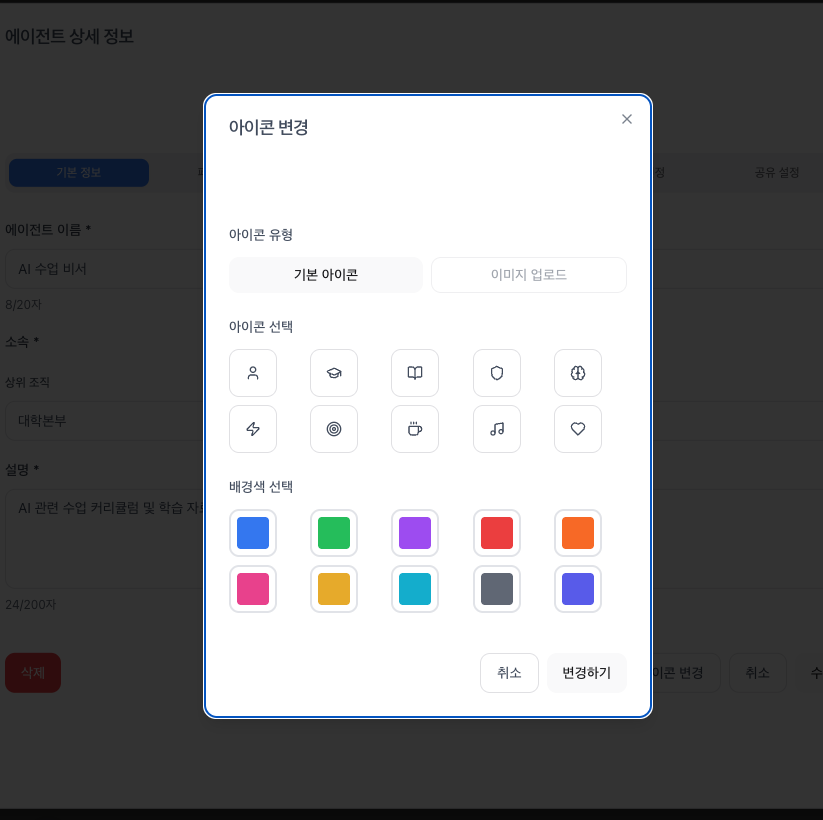 에이전트 상세 정보
아이콘 변경
기본 정보
공유 설정
에이전트 이름 *
아이콘 유형
AI 수업 비서
기본 아이콘
이미지 업로드
8/20자
아이콘 선택
소속 *
상위 조직
대학본부
설명 *
배경색 선택
AI 관련 수업 커리큘럼 및 학습
24/200자
삭제
취소
변경하기
변경
취소